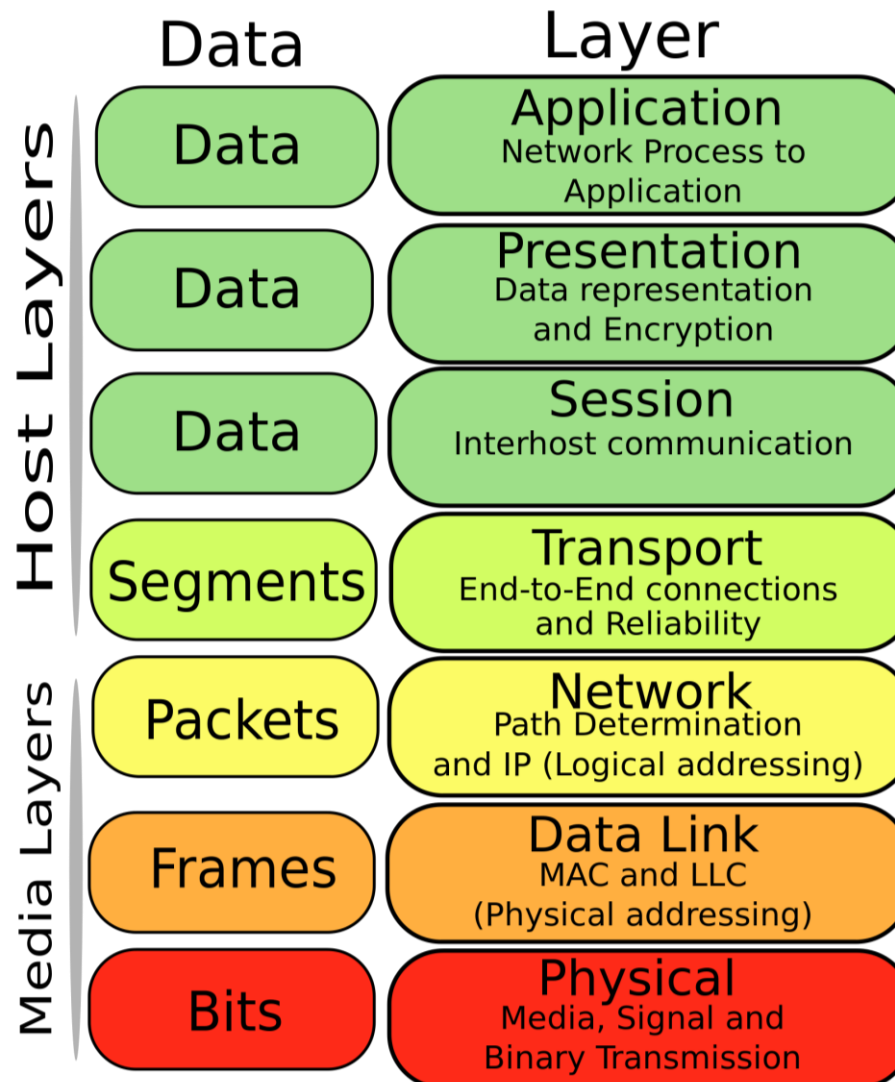 Data Layer
Host Layers
Data
Application
Network Process to
Application
Data
Presentation
Data representation
and Encryption
Data
Session
Interhost communication
Segments
Transport
End-to-End connections
and Reliability
Media Layers
Packets
Network
Path Determination
and IP (Logical addressing)
Frames
Data Link
MAC and LLC
(Physical addressing)
Bits
Physical
Media, Signal and
Binary Transmission